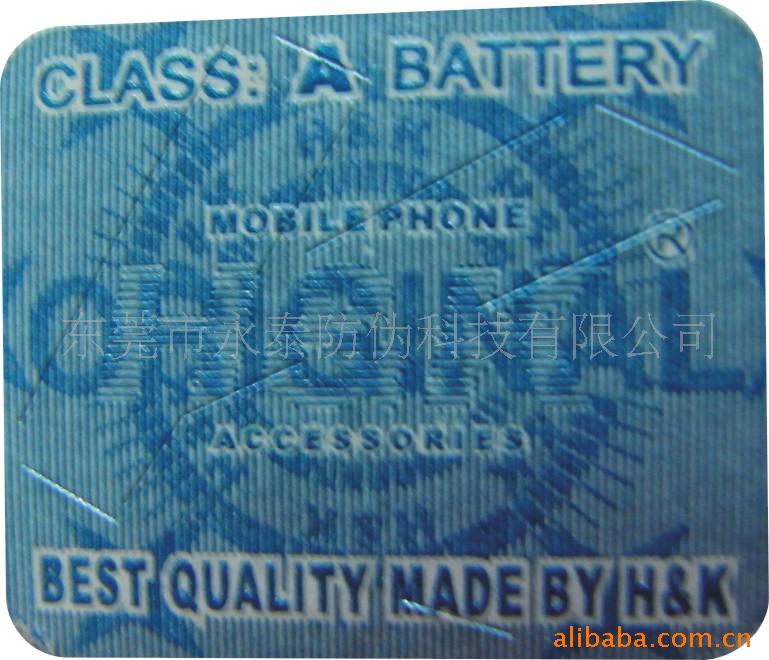 CLASS: A BATTERY
MOBILE PHONE
H&K ®
东莞市永泰防伪科技有限公司
ACCESSORIES
BEST QUALITY MADE BY H&K
alibaba.com.cn